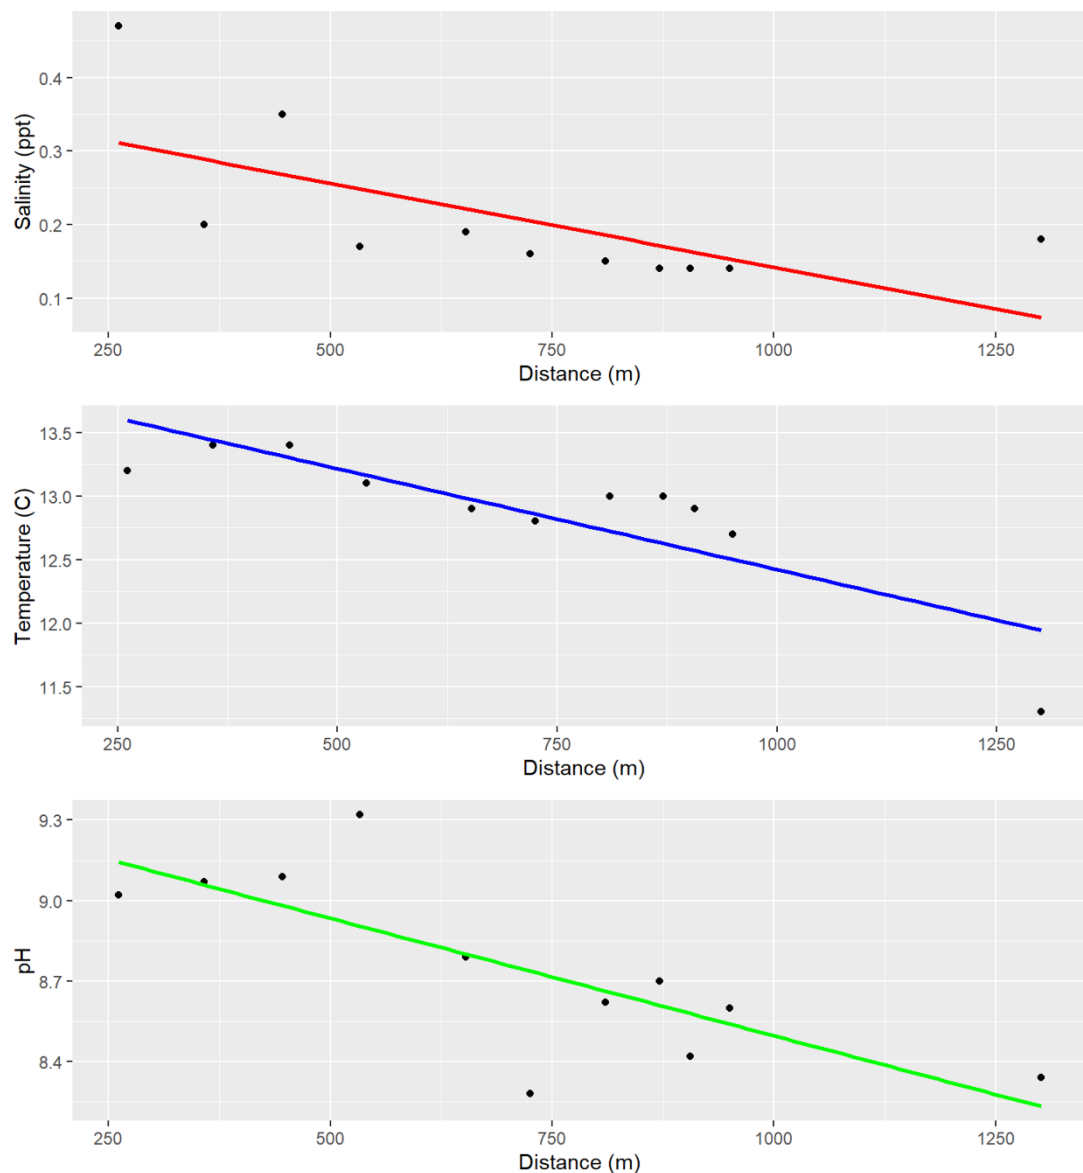 0.4
0.3
0.2
0.1
Salinity (ppt)
250 500 750 1000 1250
Distance (m)
13.5
13.0
12.5
12.0
11.5
Temperature (C)
250 500 750 1000 1250
Distance (m)
9.3
9.0
8.7
8.4
pH
250 500 750 1000 1250
Distance (m)